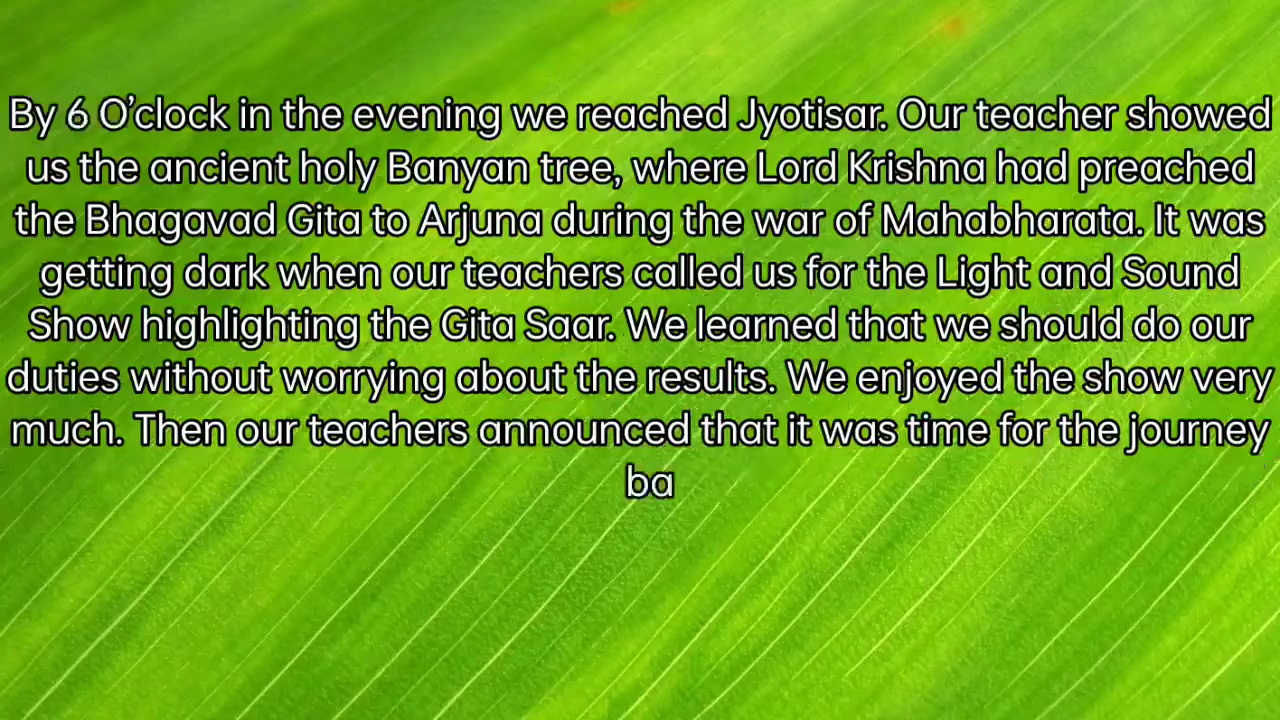 By 6 O’clock in the evening we reached Jyotisar. Our teacher showed
us the ancient holy Banyan tree, where Lord Krishna had preached
the Bhagavad Gita to Arjuna during the war of Mahabharata. It was
getting dark when our teachers called us for the Light and Sound
Show highlighting the Gita Saar. We learned that we should do our
duties without worrying about the results. We enjoyed the show very
much. Then our teachers announced that it was time for the journey
ba